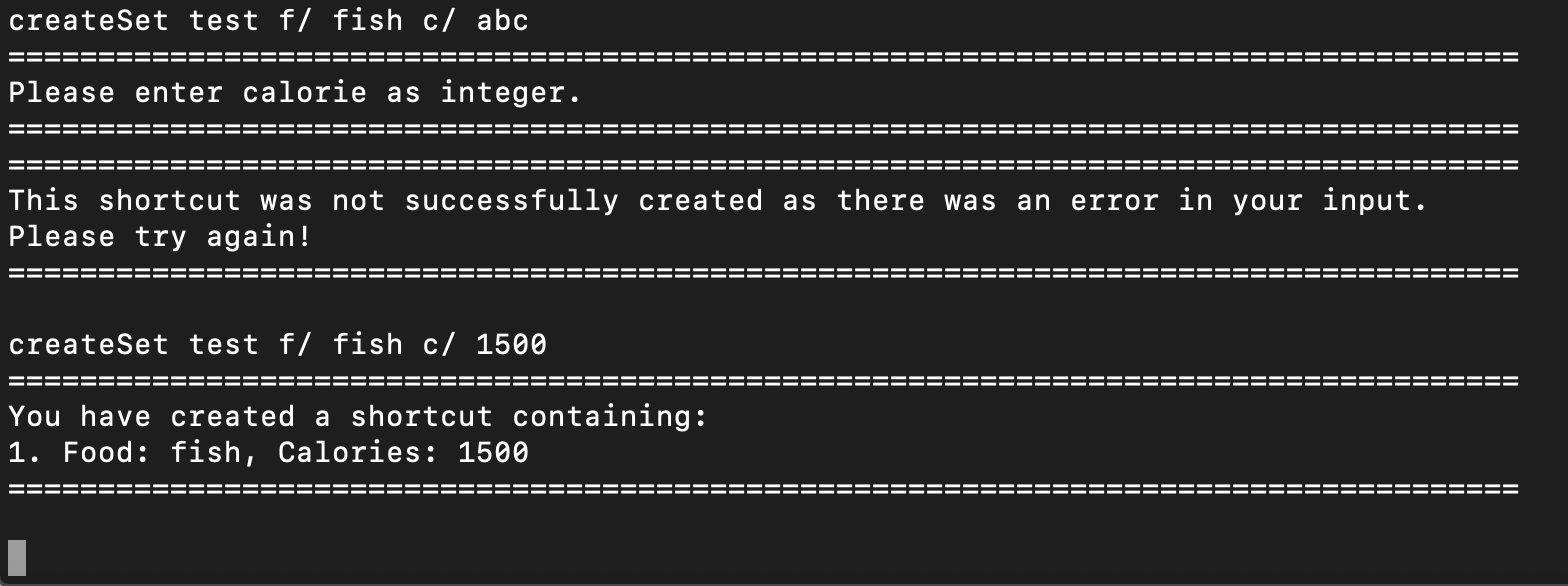 createSet test f/ fish c/ abc
====================================================================================
Please enter calorie as integer.
====================================================================================
====================================================================================
This shortcut was not successfully created as there was an error in your input.
Please try again!
====================================================================================
createSet test f/ fish c/ 1500
====================================================================================
You have created a shortcut containing:
1. Food: fish, Calories: 1500
====================================================================================